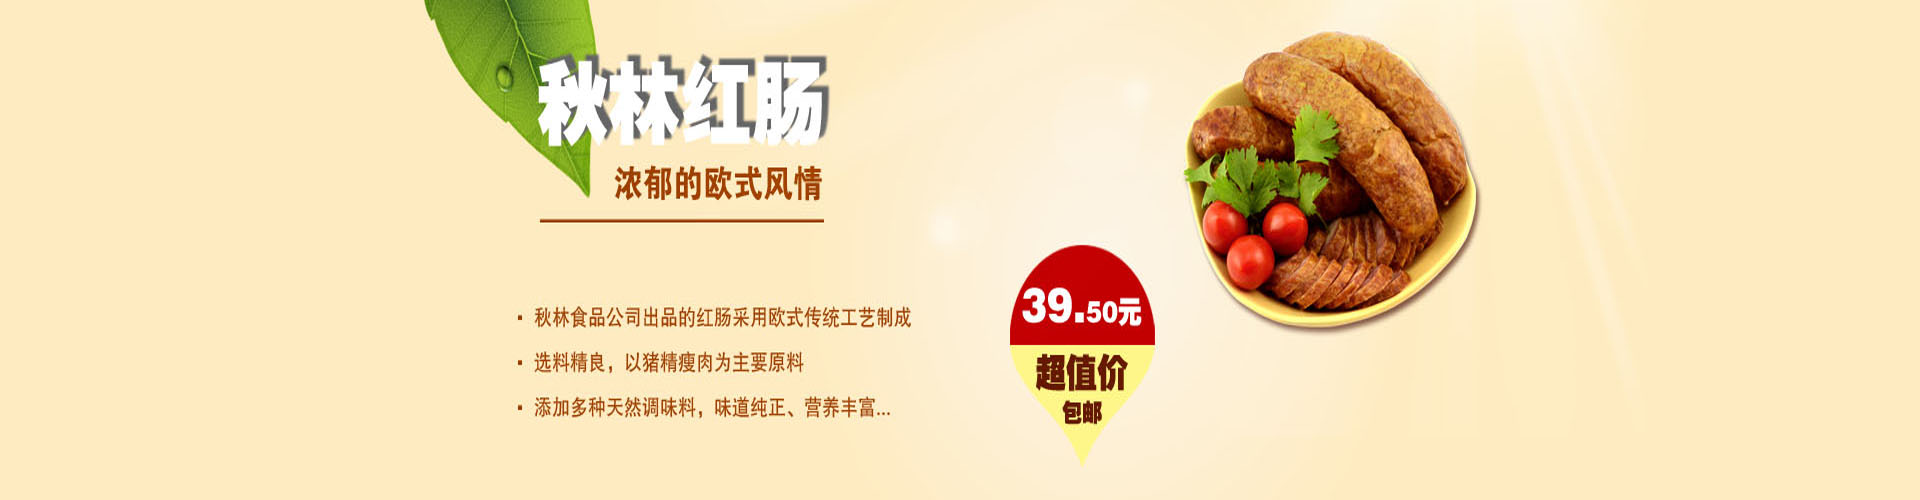 秋林红肠
浓郁的欧式风情
· 秋林食品公司出品的红肠采用欧式传统工艺制成
· 选料精良，以猪精瘦肉为主要原料
· 添加多种天然调味料，味道纯正、营养丰富...
39.50元
超值价
包邮